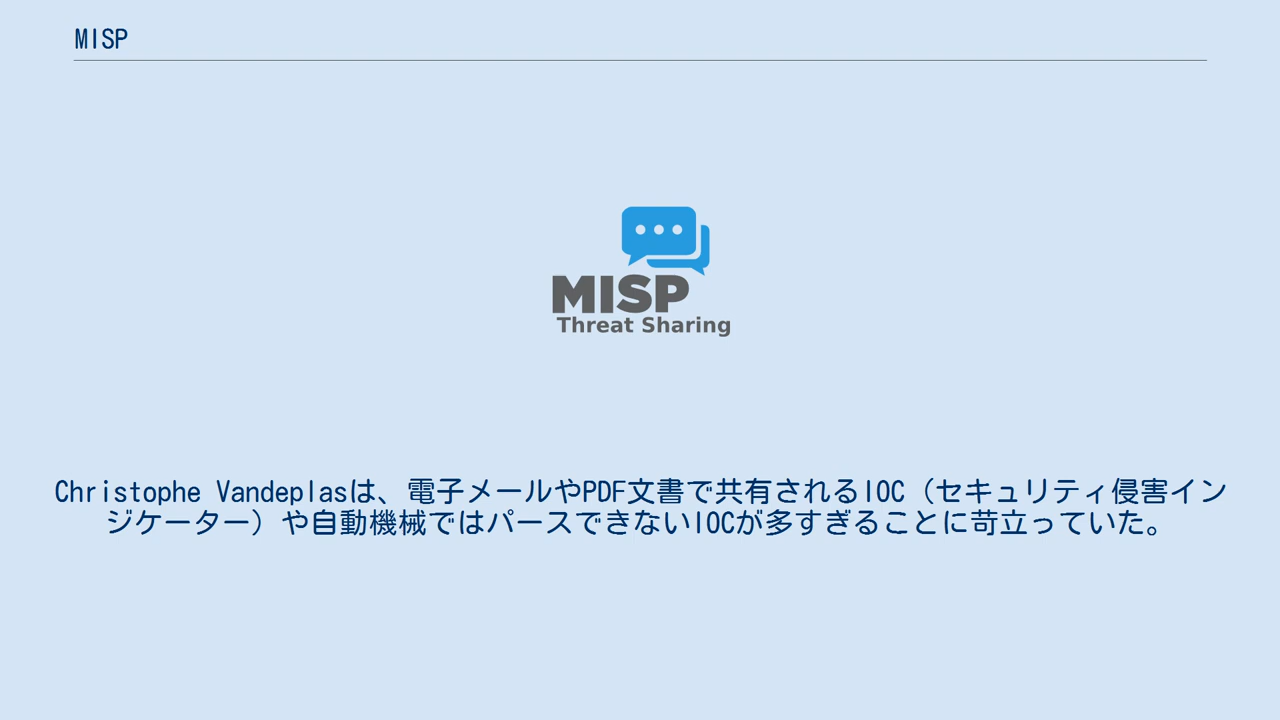 MISP
MISP
Threat Sharing
Christophe Vandeplasは、電子メールやPDF文書で共有されるIOC（セキュリティ侵害イン
ジケーター）や自動機械ではパースできないIOCが多すぎることに苛立っていた。